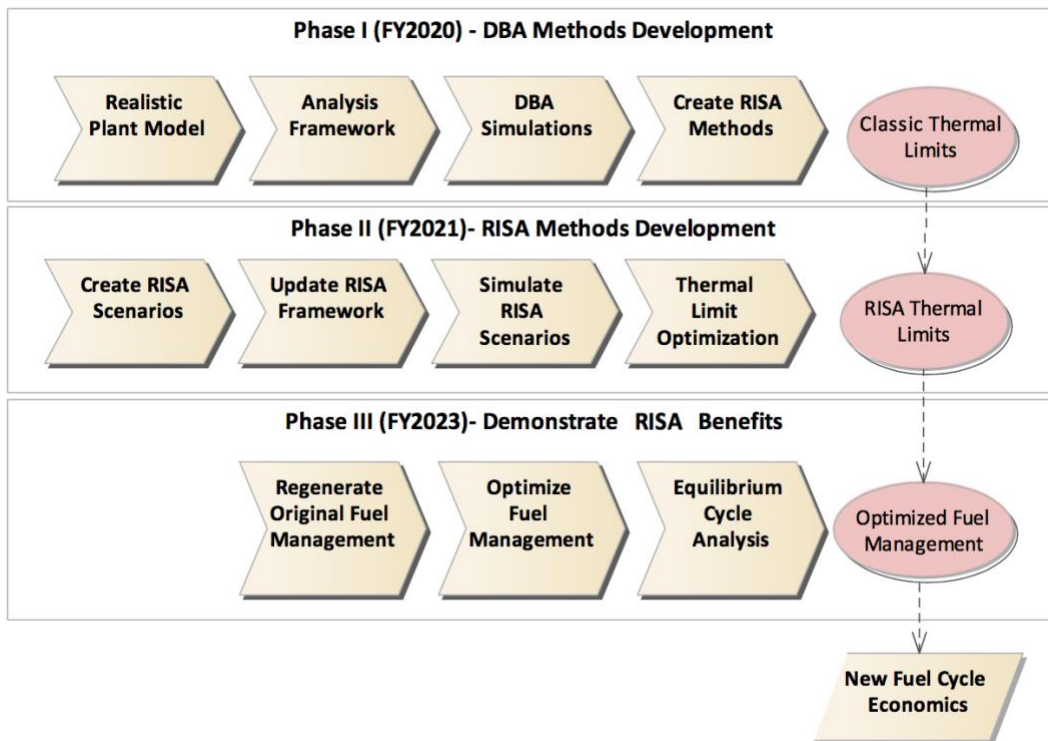 Phase I (FY2020) - DBA Methods Development
Realistic
Plant Model
Analysis
Framework
DBA
Simulations
Create RISA
Methods
Classic Thermal
Limits
Phase II (FY2021)- RISA Methods Development
Create RISA
Scenarios
Update RISA
Framework
Simulate
RISA
Scenarios
Thermal
Limit
Optimization
RISA Thermal
Limits
Phase III (FY2023)- Demonstrate RISA Benefits
Regenerate
Original Fuel
Management
Optimize
Fuel
Management
Equilibrium
Cycle
Analysis
Optimized Fuel
Management
New Fuel Cycle
Economics